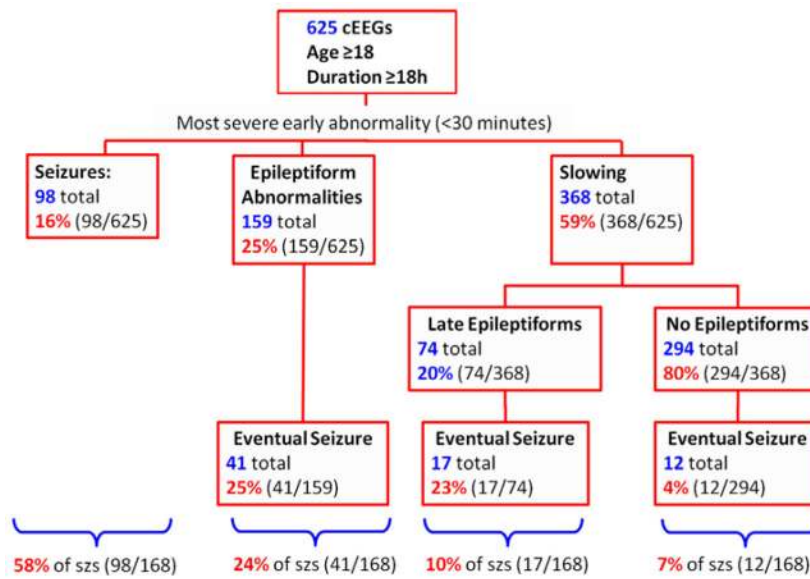 625 cEEGs
Age ≥18
Duration ≥18h
Most severe early abnormality (<30 minutes)
Seizures:
98 total
16% (98/625)
Epileptiform
Abnormalities
159 total
25% (159/625)
Slowing
368 total
59% (368/625)
Late Epileptiforms
74 total
20% (74/368)
No Epileptiforms
294 total
80% (294/368)
Eventual Seizure
41 total
25% (41/159)
Eventual Seizure
17 total
23% (17/74)
Eventual Seizure
12 total
4% (12/294)
58% of szs (98/168)
24% of szs (41/168)
10% of szs (17/168)
7% of szs (12/168)